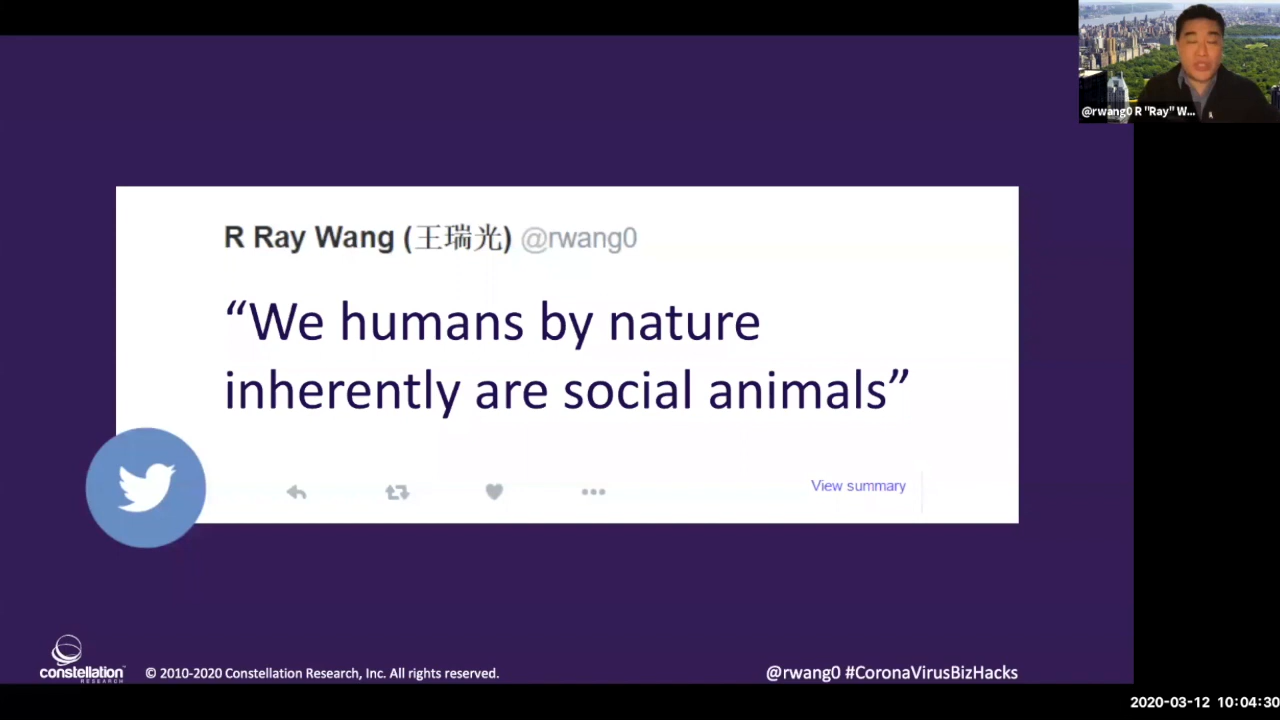 @rwang0 R "Ray" W...
R Ray Wang (王瑞光) @rwang0
“We humans by nature
inherently are social animals”
View summary
constellation
RESEARCH
© 2010-2020 Constellation Research, Inc. All rights reserved.
@rwang0 #CoronaVirusBizHacks
2020-03-12 10:04:30